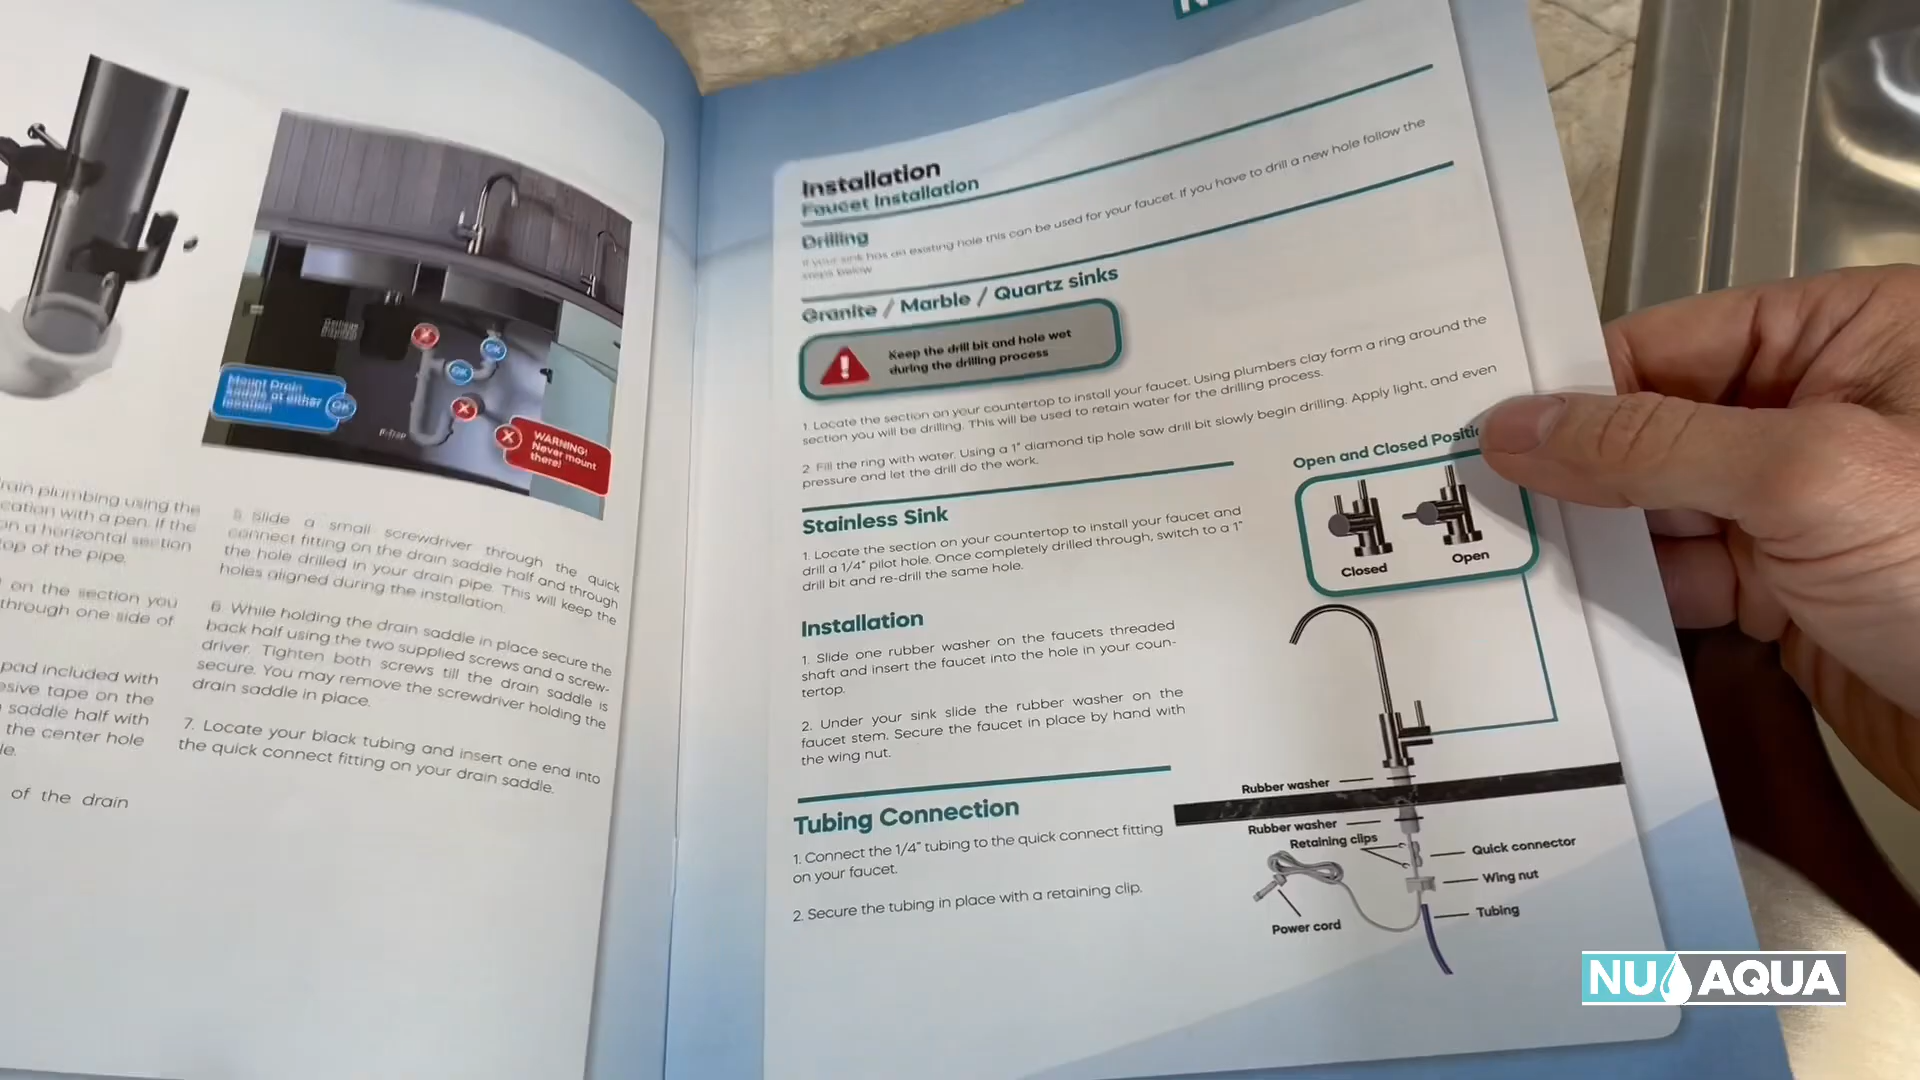 Garbage
Disposal
Mount Drain
saddle at either
location
OK
OK
OK
P-Trap
WARNING!
Never mount
there!
rain plumbing using the
cation with a pen. If the
on a horizontal section
top of the pipe.
on the section you
through one side of
pad included with
esive tape on the
saddle half with
the center hole
le.
of the drain
5. Slide a small screwdriver through the quick
connect fitting on the drain saddle half and through
the hole drilled in your drain pipe. This will keep the
holes aligned during the installation.
6. While holding the drain saddle in place secure the
back half using the two supplied screws and a screw-
driver. Tighten both screws till the drain saddle is
secure. You may remove the screwdriver holding the
drain saddle in place.
7. Locate your black tubing and insert one end into
the quick connect fitting on your drain saddle.
Installation
Faucet Installation
Drilling
If your sink has an existing hole this can be used for your faucet. If you have to drill a new hole follow the
steps below
Granite / Marble / Quartz sinks
Keep the drill bit and hole wet
during the drilling process
1. Locate the section on your countertop to install your faucet. Using plumbers clay form a ring around the
section you will be drilling. This will be used to retain water for the drilling process.
2 Fill the ring with water. Using a 1" diamond tip hole saw drill bit slowly begin drilling. Apply light, and even
pressure and let the drill do the work.
Stainless Sink
1. Locate the section on your countertop to install your faucet and
drill a 1/4" pilot hole. Once completely drilled through, switch to a 1"
drill bit and re-drill the same hole.
Open and Closed Positi
Closed
Open
Installation
1. Slide one rubber washer on the faucets threaded
shaft and insert the faucet into the hole in your coun-
tertop.
2. Under your sink slide the rubber washer on the
faucet stem. Secure the faucet in place by hand with
the wing nut.
Tubing Connection
1. Connect the 1/4" tubing to the quick connect fitting
on your faucet.
2. Secure the tubing in place with a retaining clip.
Rubber washer
Rubber washer
Retaining clips
Quick connector
Wing nut
Tubing
Power cord
NU AQUA